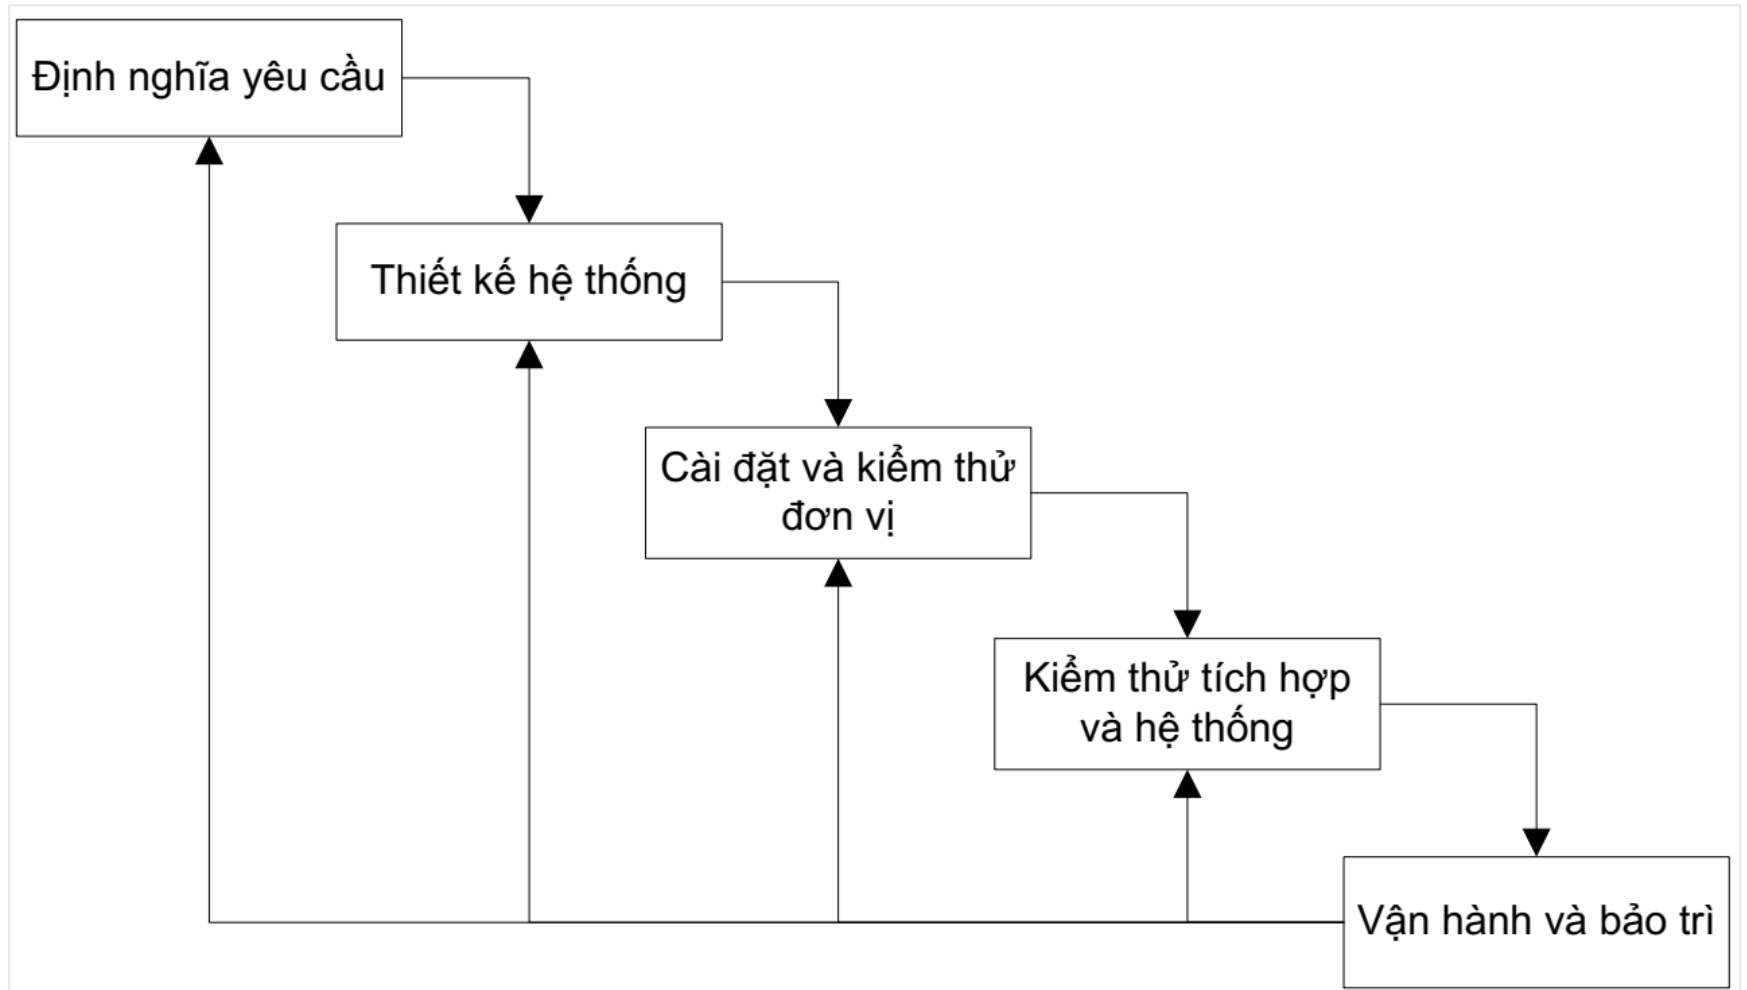 Định nghĩa yêu cầu
Thiết kế hệ thống
Cài đặt và kiểm thử
đơn vị
Kiểm thử tích hợp
và hệ thống
Vận hành và bảo trì